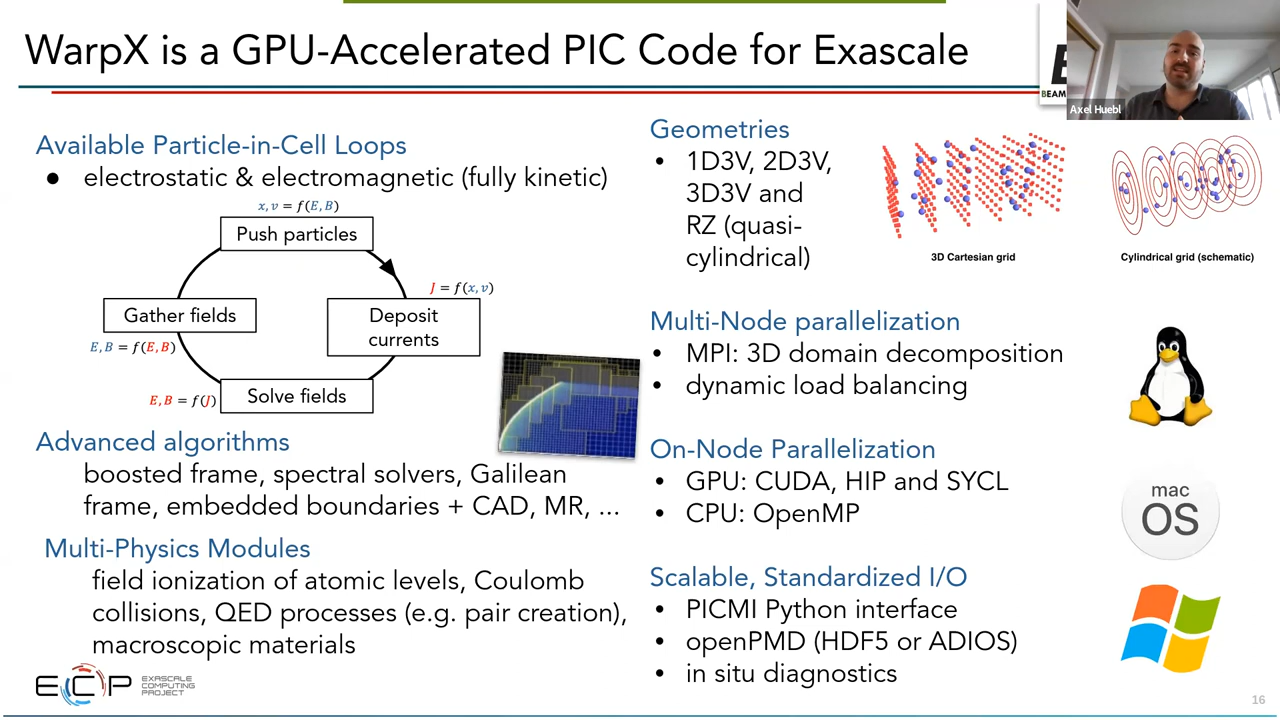 WarpX is a GPU-Accelerated PIC Code for Exascale
BEAM
Axel Huebl
Available Particle-in-Cell Loops
● electrostatic & electromagnetic (fully kinetic)
x, v = f(E, B)
Push particles
J = f(x, v)
Gather fields
Deposit
currents
E, B = f(E, B)
E, B = f(J)
Solve fields
Advanced algorithms
boosted frame, spectral solvers, Galilean
frame, embedded boundaries + CAD, MR, ...
Multi-Physics Modules
field ionization of atomic levels, Coulomb
collisions, QED processes (e.g. pair creation),
macroscopic materials
ECP
EXASCALE
COMPUTING
PROJECT
Geometries
• 1D3V, 2D3V,
3D3V and
RZ (quasi-
cylindrical)
3D Cartesian grid
Cylindrical grid (schematic)
Multi-Node parallelization
• MPI: 3D domain decomposition
• dynamic load balancing
On-Node Parallelization
• GPU: CUDA, HIP and SYCL
• CPU: OpenMP
mac
OS
Scalable, Standardized I/O
• PICMI Python interface
• openPMD (HDF5 or ADIOS)
• in situ diagnostics
16